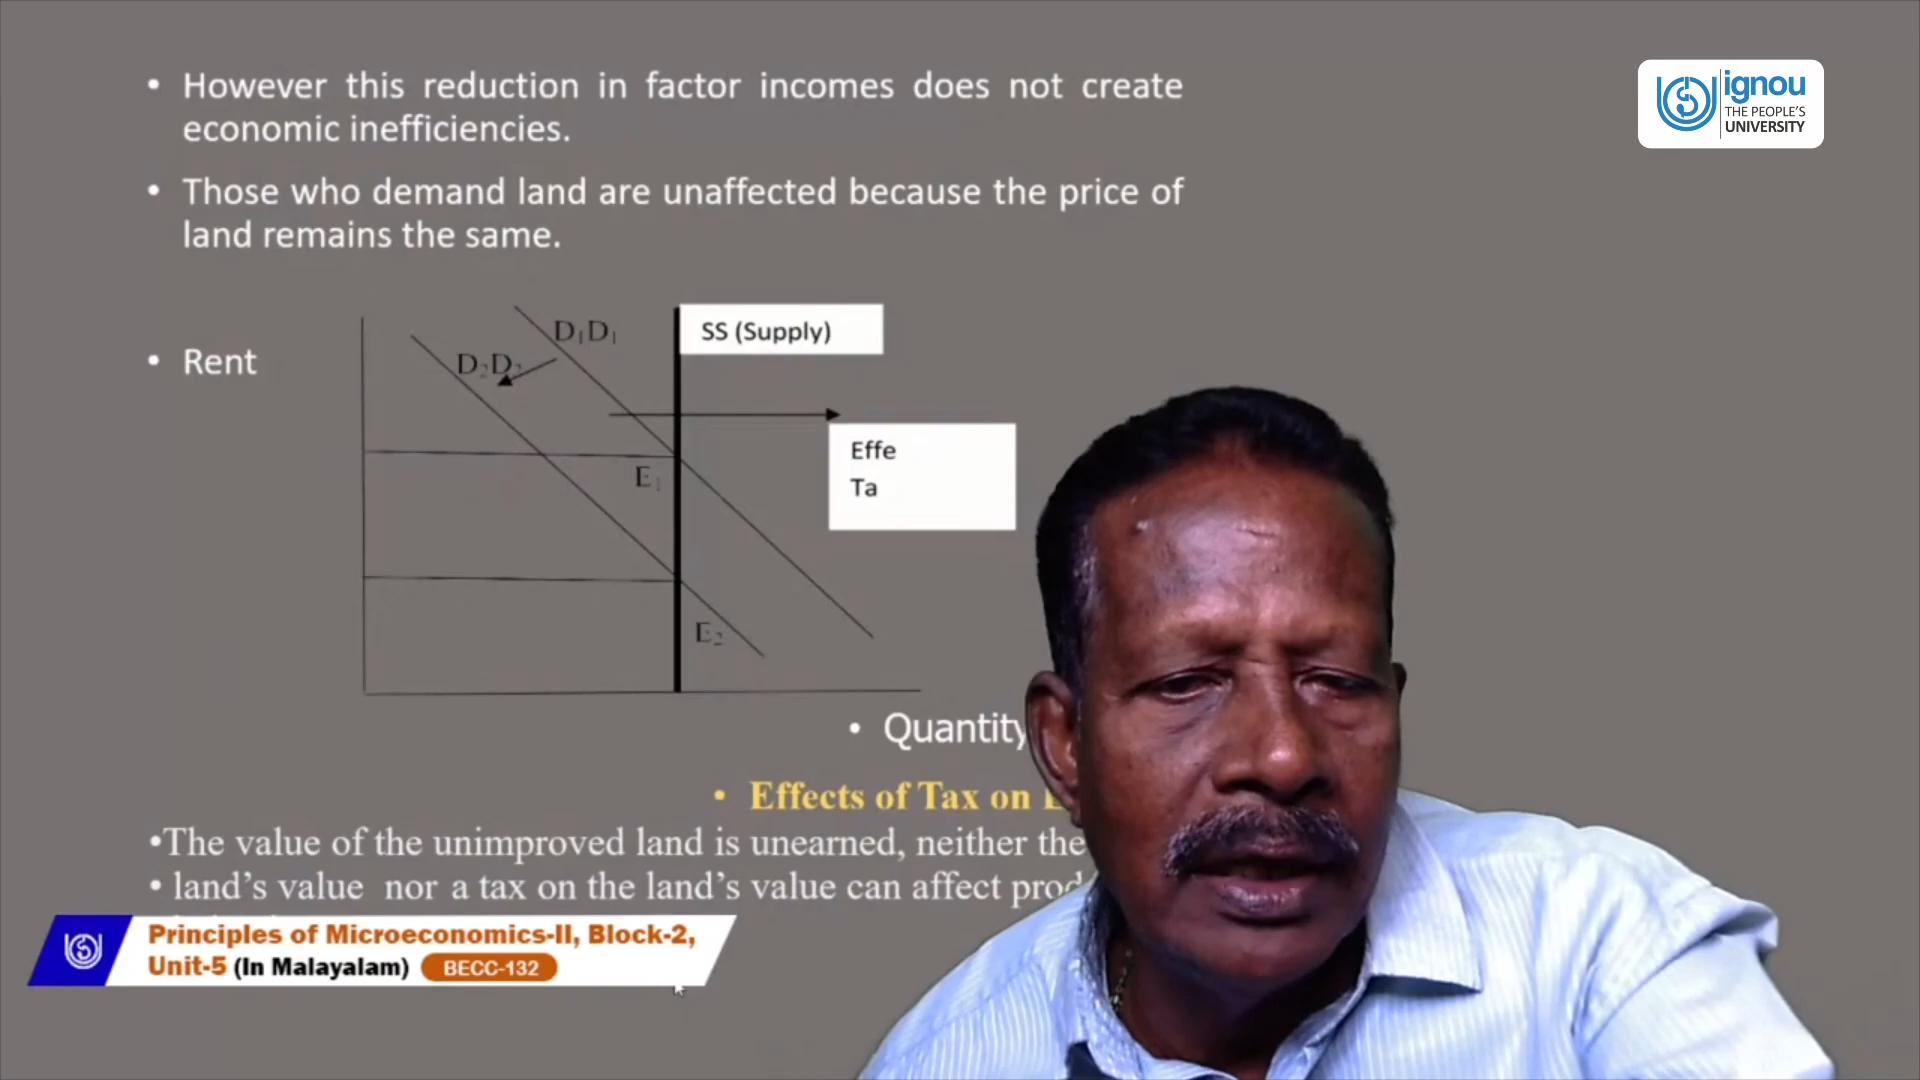 • However this reduction in factor incomes does not create
economic inefficiencies.
ignou
THE PEOPLE'S
UNIVERSITY
• Those who demand land are unaffected because the price of
land remains the same.
D₁D₁
SS (Supply)
D₂D₂
• Rent
Effe
Ta
E₁
E₂
• Quantity
• Effects of Tax on
•The value of the unimproved land is unearned, neither the
• land's value nor a tax on the land's value can affect
Principles of Microeconomics-II, Block-2,
Unit-5 (In Malayalam) BECC-132